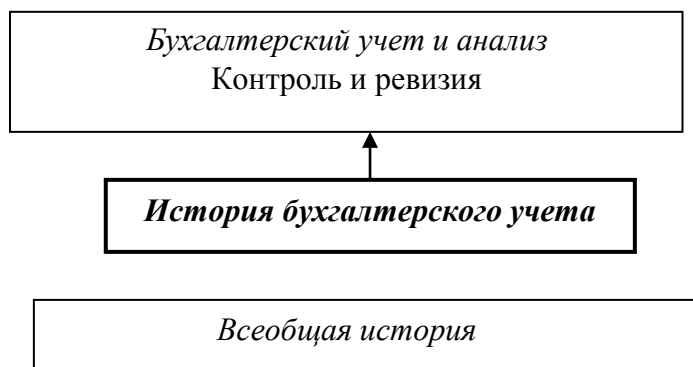 Бухгалтерский учет и анализ
Контроль и ревизия
История бухгалтерского учета
Всеобщая история